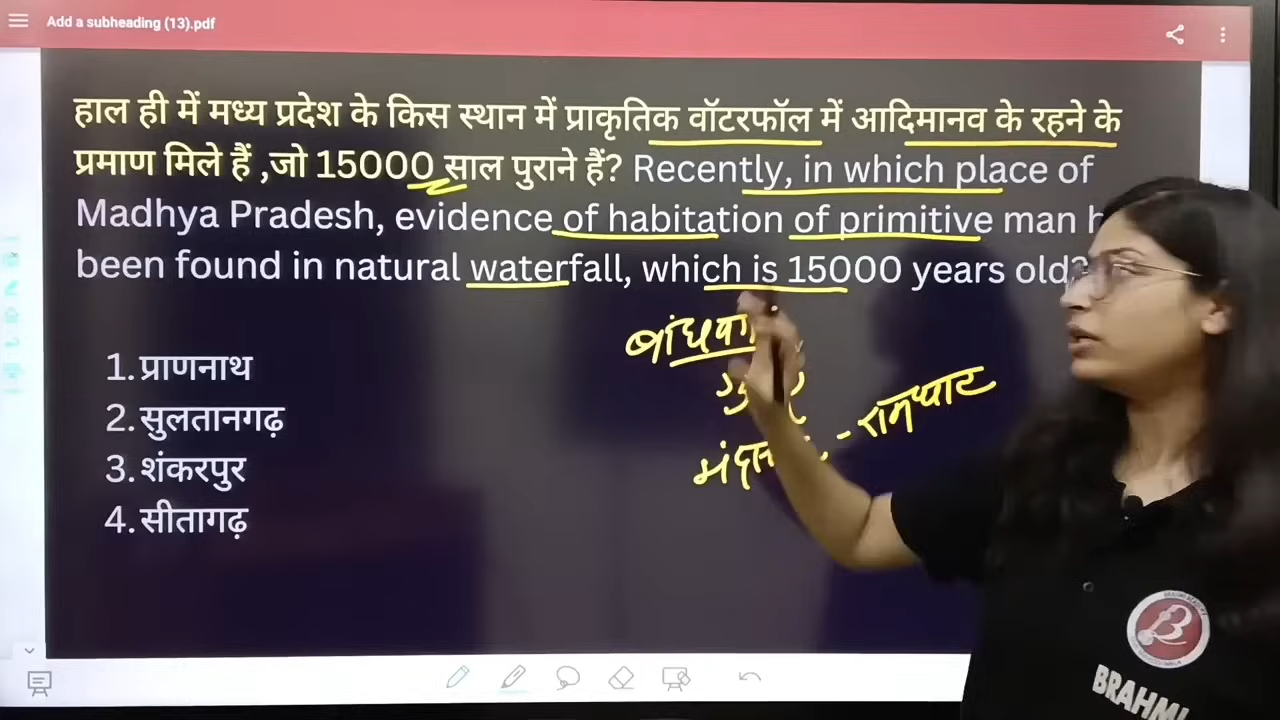 Add a subheading (13).pdf
हाल ही में मध्य प्रदेश के किस स्थान में प्राकृतिक वॉटरफॉल में आदिमानव के रहने के
प्रमाण मिले हैं ,जो 15000 साल पुराने हैं? Recently, in which place of
Madhya Pradesh, evidence of habitation of primitive man
been found in natural waterfall, which is 15000 years old?
1. प्राणनाथ
2. सुलतानगढ़
3. शंकरपुर
4. सीतागढ़
- रामघाट
BRAHMI